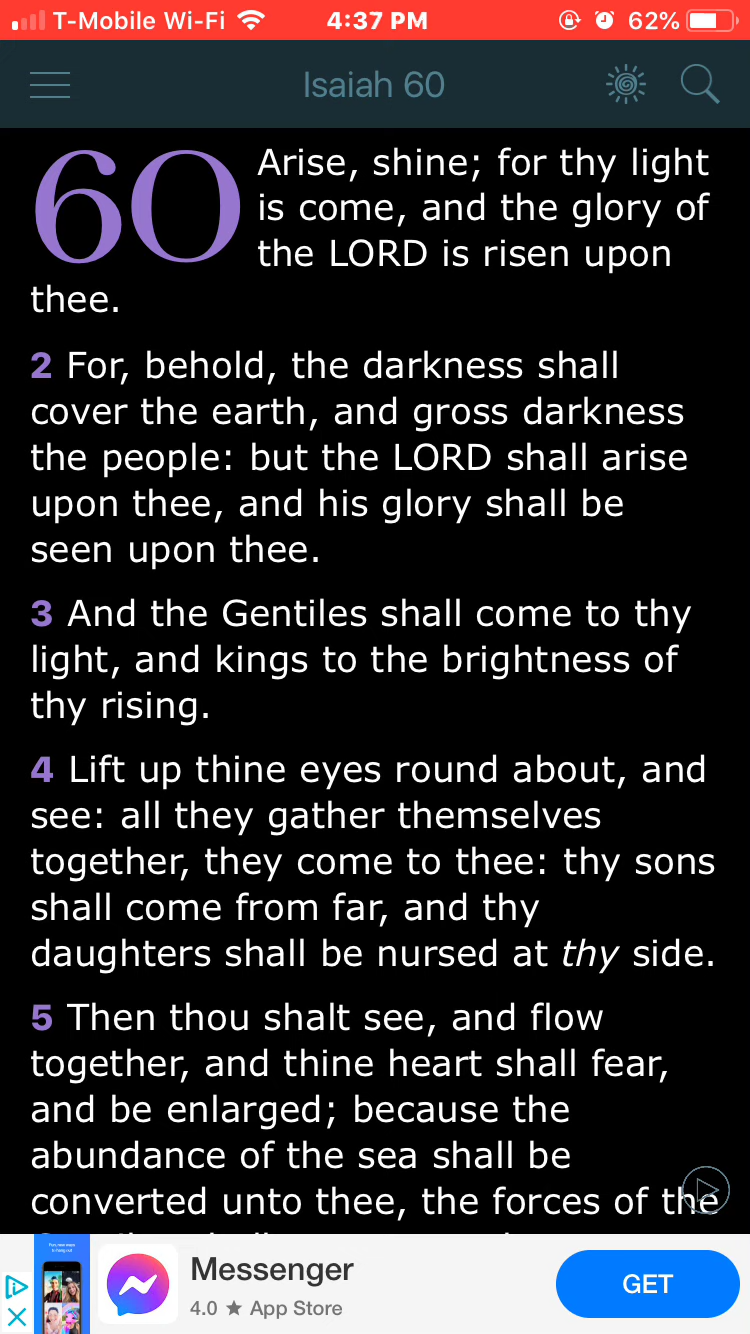 T-Mobile Wi-Fi 4:37 PM 62%
Isaiah 60
60 Arise, shine; for thy light
is come, and the glory of
the LORD is risen upon
thee.
2 For, behold, the darkness shall
cover the earth, and gross darkness
the people: but the LORD shall arise
upon thee, and his glory shall be
seen upon thee.
3 And the Gentiles shall come to thy
light, and kings to the brightness of
thy rising.
4 Lift up thine eyes round about, and
see: all they gather themselves
together, they come to thee: thy sons
shall come from far, and thy
daughters shall be nursed at thy side.
5 Then thou shalt see, and flow
together, and thine heart shall fear,
and be enlarged; because the
abundance of the sea shall be
converted unto thee, the forces of the
Messenger
4.0 ★ App Store
GET